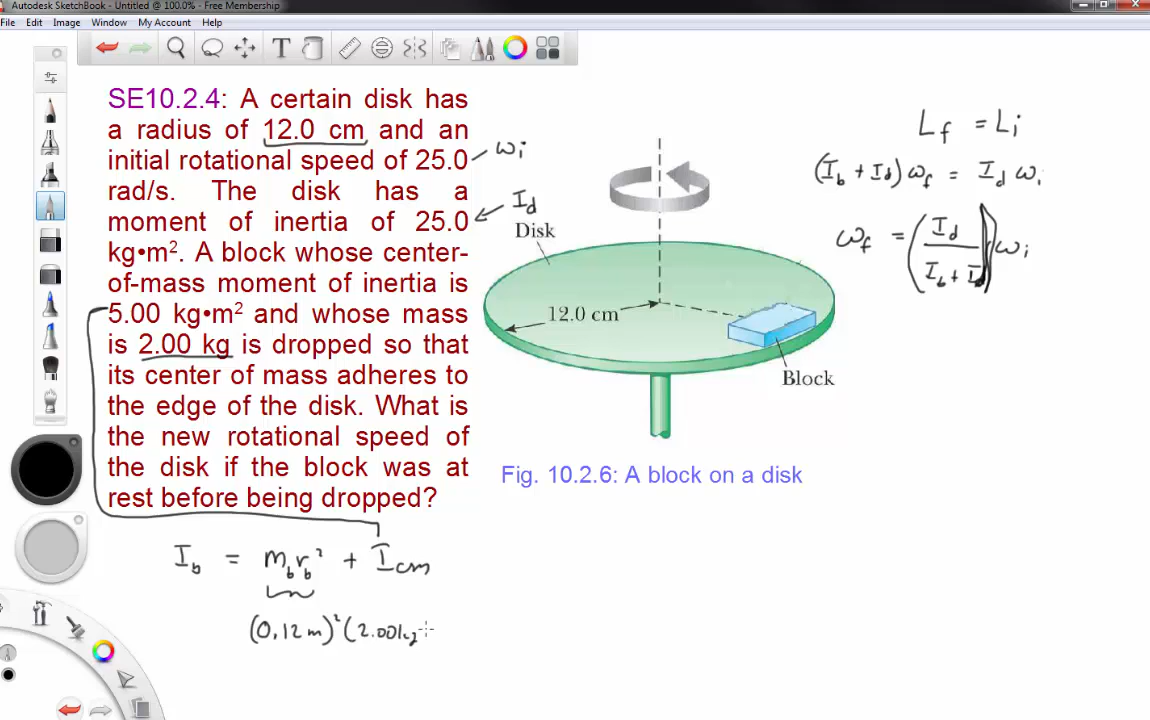 Autodesk SketchBook - Untitled @ 100.0% - Free Membership
File Edit Image Window My Account Help
SE10.2.4: A certain disk has
a radius of 12.0 cm and an
initial rotational speed of 25.0
rad/s. The disk has a
moment of inertia of 25.0
kg•m². A block whose center-
of-mass moment of inertia is
5.00 kg•m² and whose mass
is 2.00 kg is dropped so that
its center of mass adheres to
the edge of the disk. What is
the new rotational speed of
the disk if the block was at
rest before being dropped?
ωi
Id
Disk
12.0 cm
Block
Fig. 10.2.6: A block on a disk
Lf = Li
(Ib + Id) ωf = Id ωi
ωf = (Id / (Ib + Id)) ωi
Ib = mb rb² + Icm
(0.12 m)² (2.00 kg